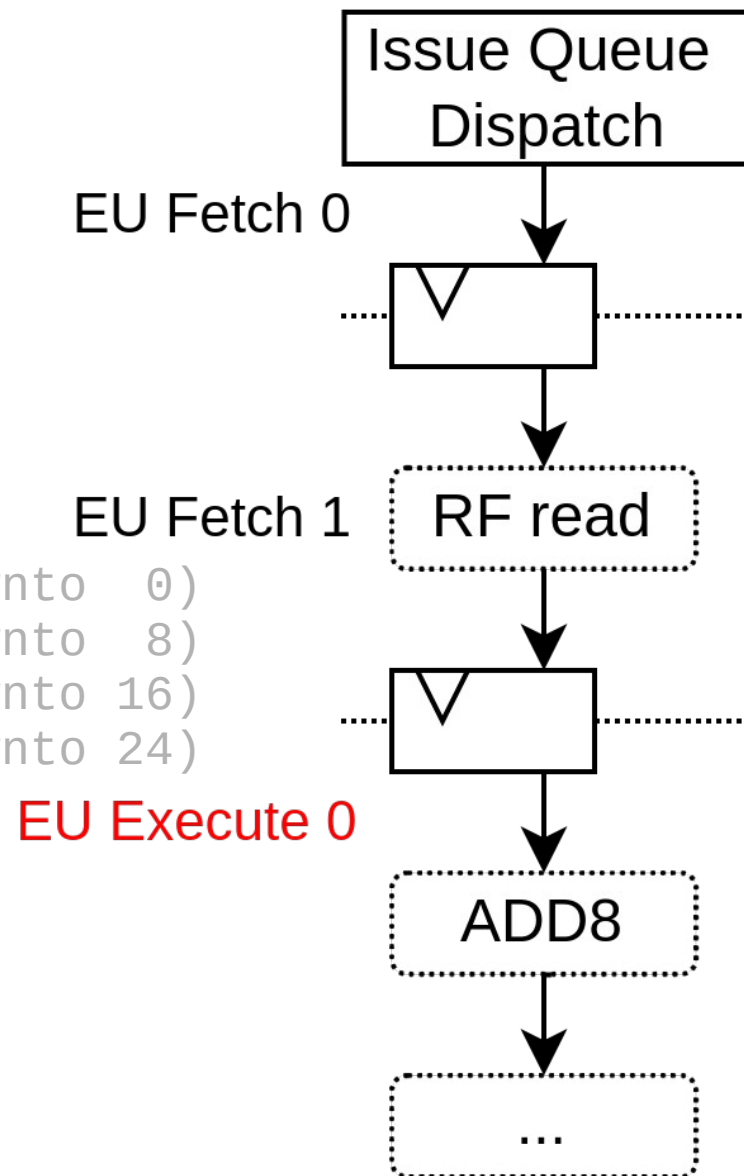 Issue Queue
Dispatch
EU Fetch 0
EU Fetch 1
RF read
nto  0)
nto  8)
nto 16)
nto 24)
EU Execute 0
ADD8
...